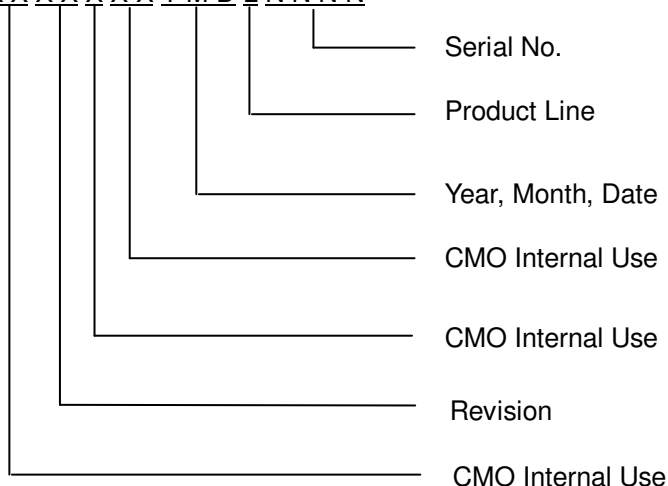 Serial No.
Product Line
Year, Month, Date
CMO Internal Use
CMO Internal Use
Revision
CMO Internal Use